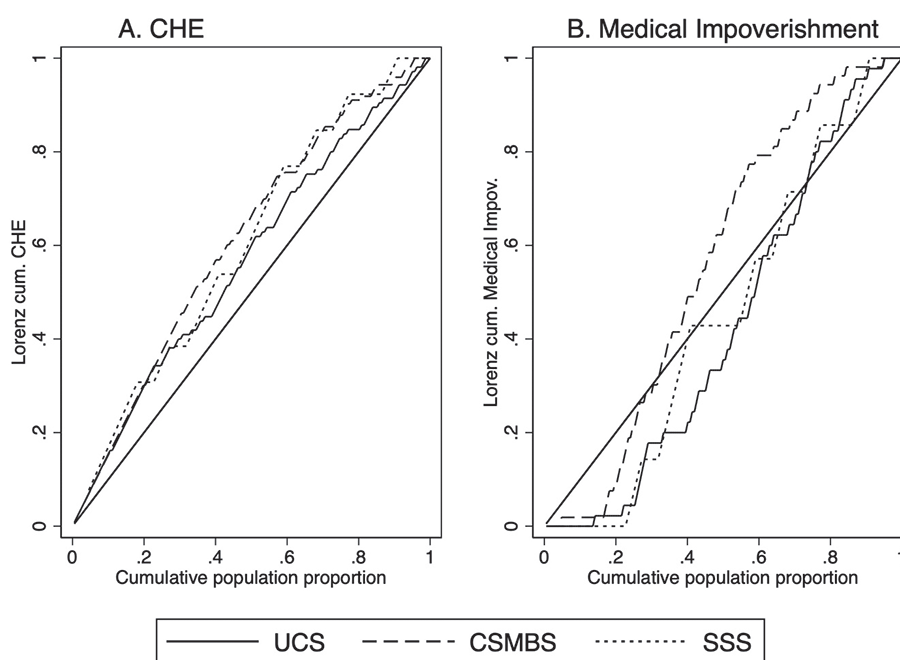 A. CHE
B. Medical Impoverishment
Lorenz cum. CHE
1
.8
.6
.4
.2
0
0 .2 .4 .6 .8 1
Cumulative population proportion
Lorenz cum. Medical Impov.
1
.8
.6
.4
.2
0
0 .2 .4 .6 .8 1
Cumulative population proportion
UCS CSMBS SSS